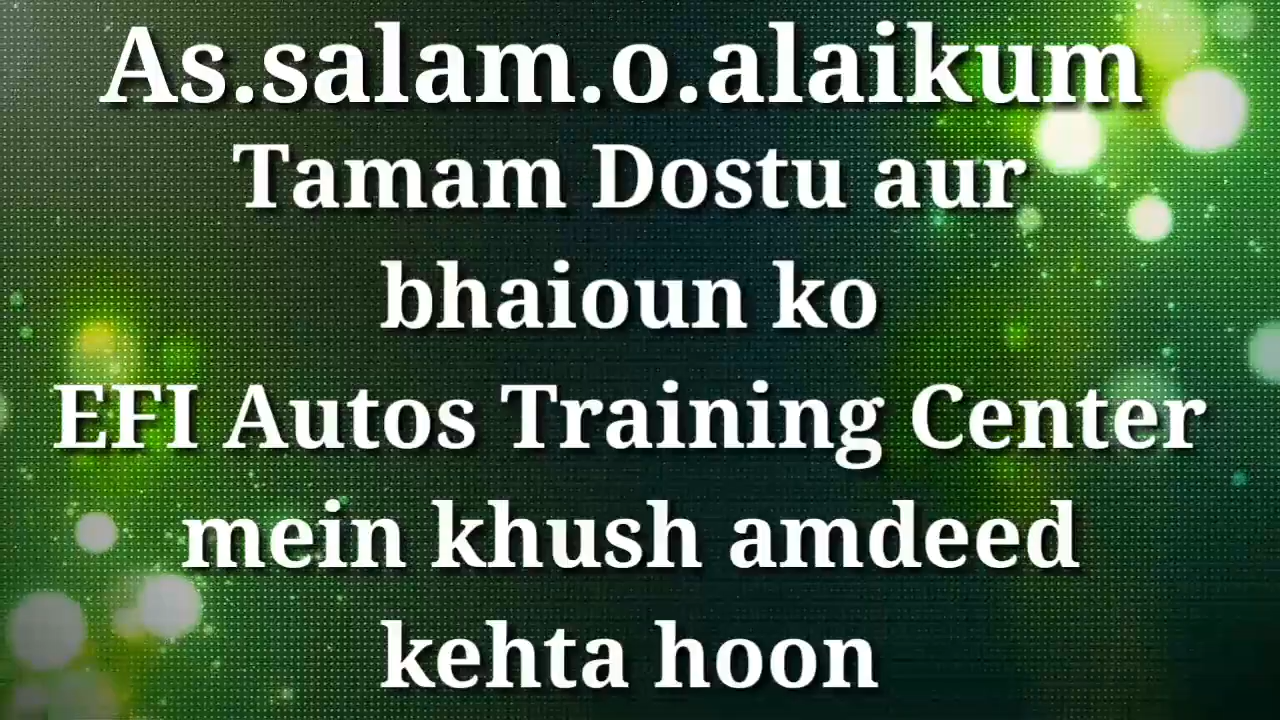 As.salam.o.alaikum
Tamam Dostu aur
bhaioun ko
EFI Autos Training Center
mein khush amdeed
kehta hoon